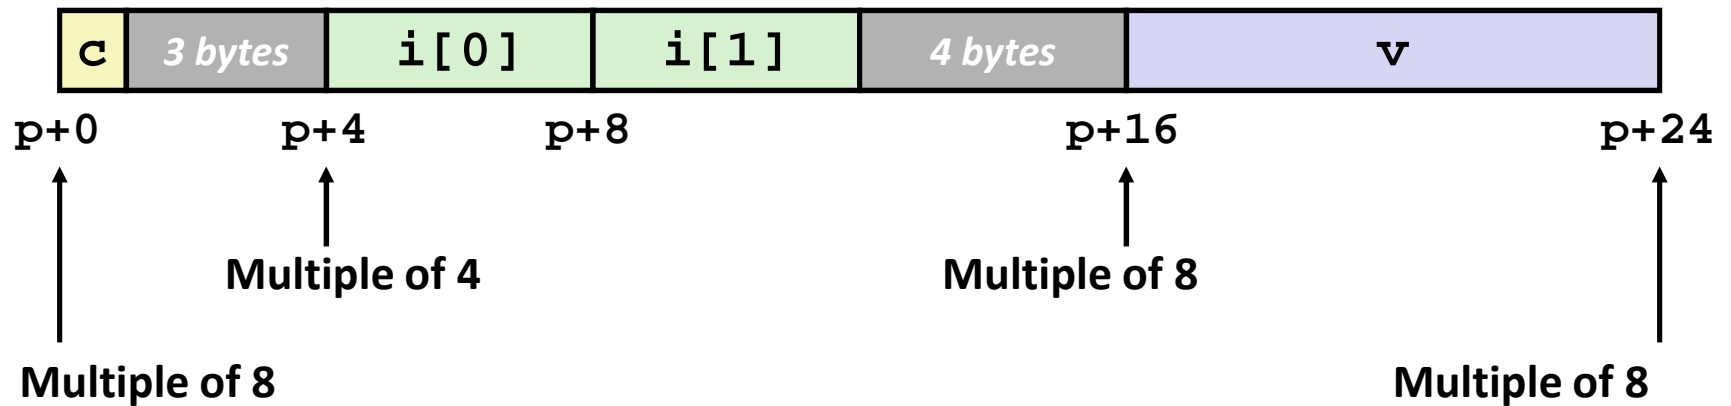 c 3 bytes i[0] i[1] 4 bytes v
p+0 p+4 p+8 p+16 p+24
Multiple of 4 Multiple of 8
Multiple of 8 Multiple of 8